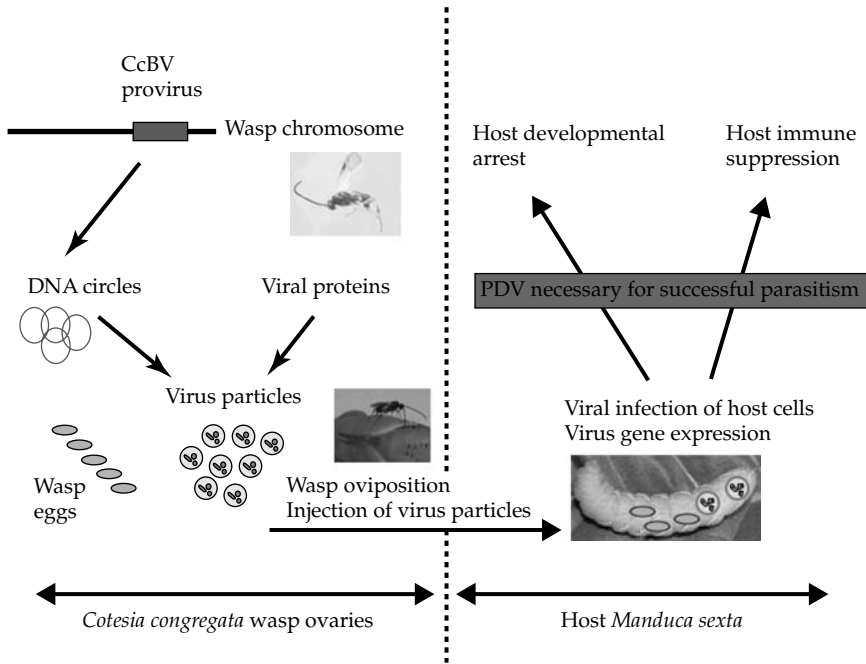 CcBV
provirus
Wasp chromosome
DNA circles
Viral proteins
Virus particles
Wasp
eggs
Wasp oviposition
Injection of virus particles
Cotesia congregata wasp ovaries
Host developmental
arrest
Host immune
suppression
PDV necessary for successful parasitism
Viral infection of host cells
Virus gene expression
Host Manduca sexta